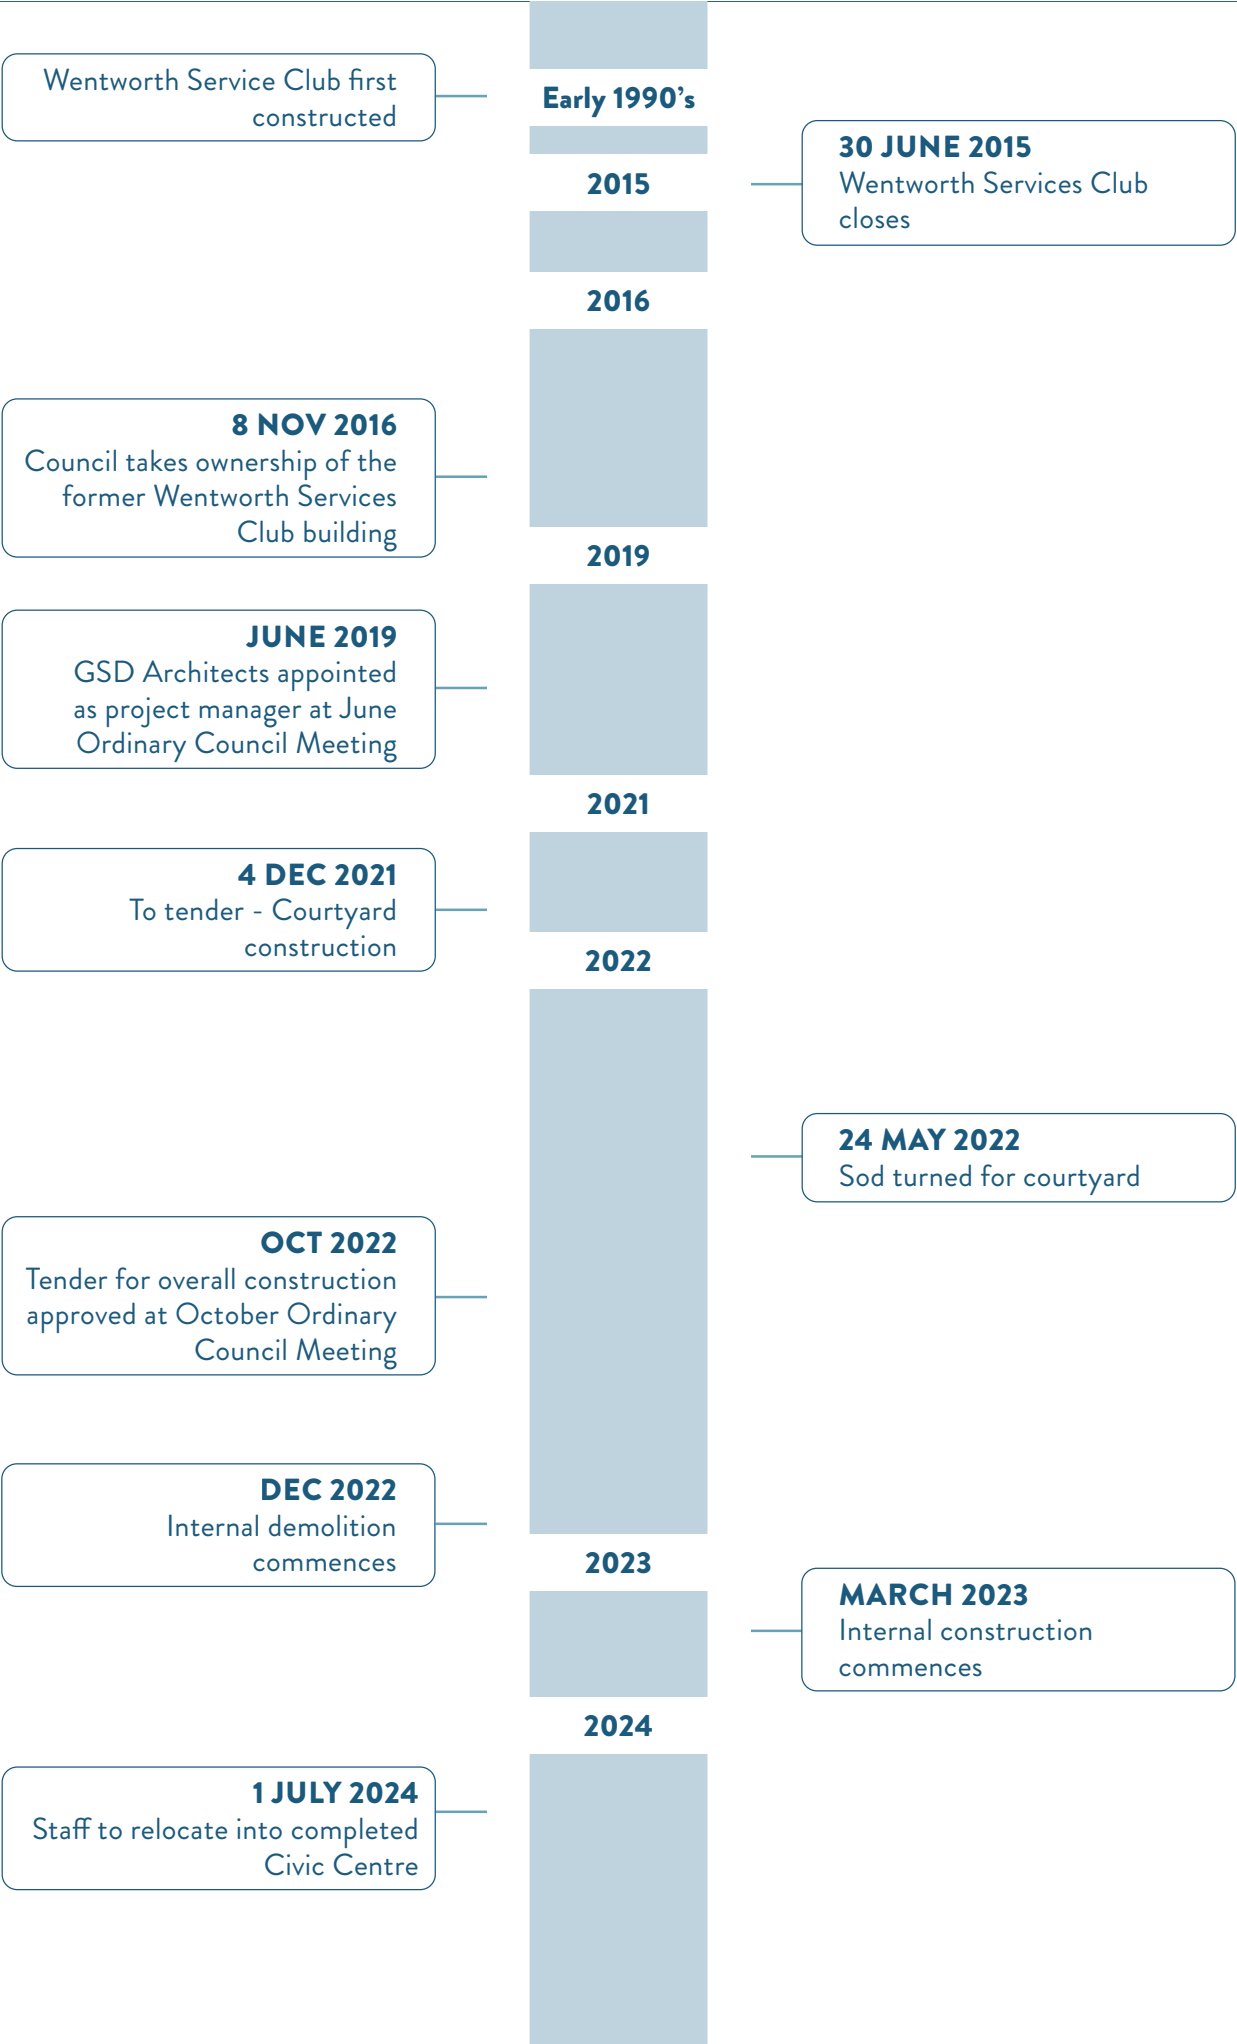 Wentworth Service Club first
constructed
Early 1990's
2015
30 JUNE 2015
Wentworth Services Club
closes
2016
8 NOV 2016
Council takes ownership of the
former Wentworth Services
Club building
2019
JUNE 2019
GSD Architects appointed
as project manager at June
Ordinary Council Meeting
2021
4 DEC 2021
To tender - Courtyard
construction
2022
24 MAY 2022
Sod turned for courtyard
OCT 2022
Tender for overall construction
approved at October Ordinary
Council Meeting
DEC 2022
Internal demolition
commences
2023
MARCH 2023
Internal construction
commences
2024
1 JULY 2024
Staff to relocate into completed
Civic Centre